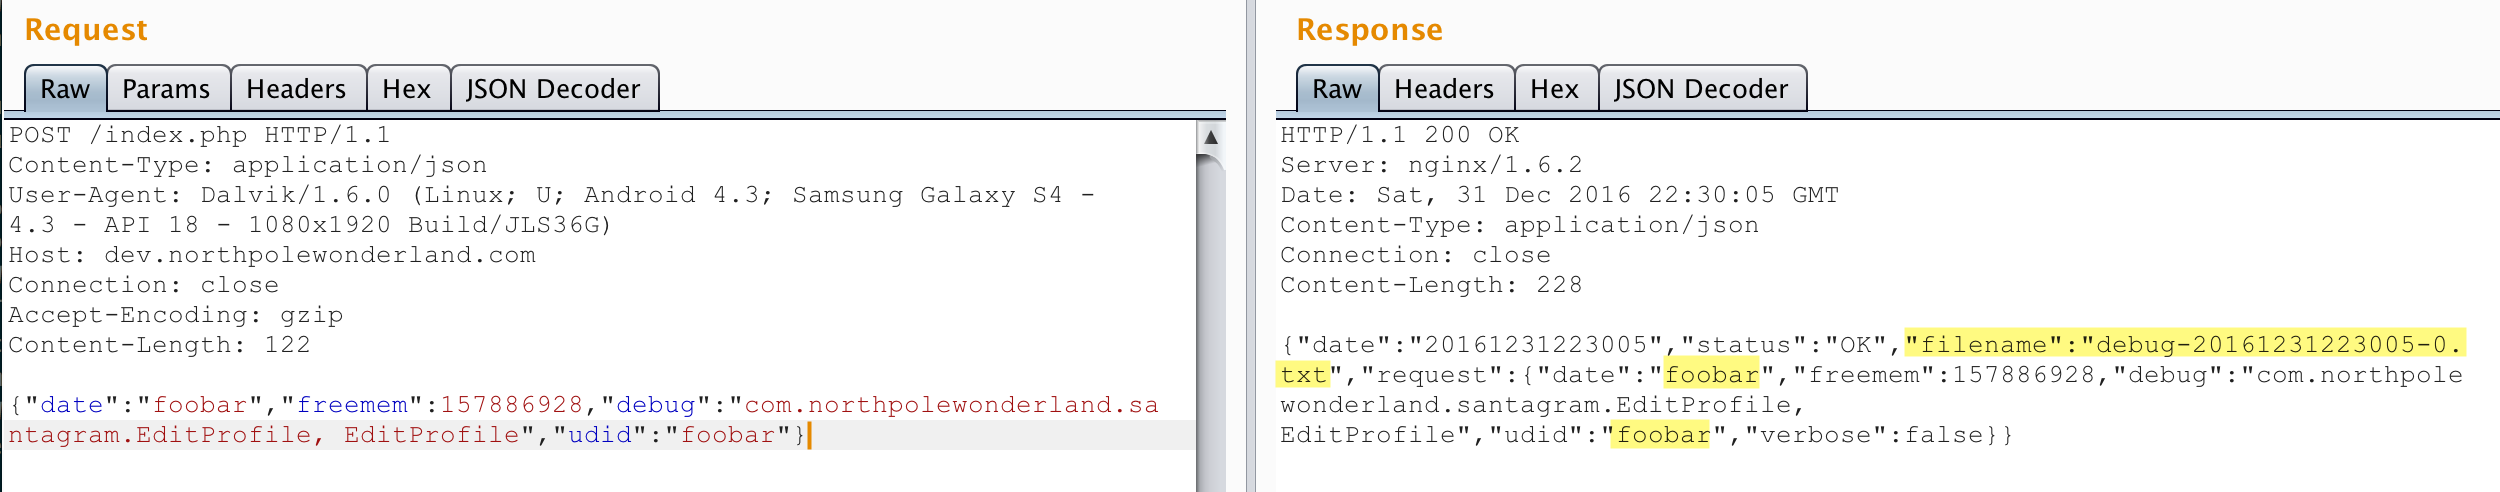 Request
Raw Params Headers Hex JSON Decoder
POST /index.php HTTP/1.1
Content-Type: application/json
User-Agent: Dalvik/1.6.0 (Linux; U; Android 4.3; Samsung Galaxy S4 -
4.3 - API 18 - 1080x1920 Build/JLS36G)
Host: dev.northpolewonderland.com
Connection: close
Accept-Encoding: gzip
Content-Length: 122
{"date":"foobar","freemem":157886928,"debug":"com.northpolewonderland.sa
ntagram.EditProfile, EditProfile","udid":"foobar"}
Response
Raw Headers Hex JSON Decoder
HTTP/1.1 200 OK
Server: nginx/1.6.2
Date: Sat, 31 Dec 2016 22:30:05 GMT
Content-Type: application/json
Connection: close
Content-Length: 228
{"date":"20161231223005","status":"OK","filename":"debug-20161231223005-0.
txt","request":{"date":"foobar","freemem":157886928,"debug":"com.northpole
wonderland.santagram.EditProfile,
EditProfile","udid":"foobar","verbose":false}}